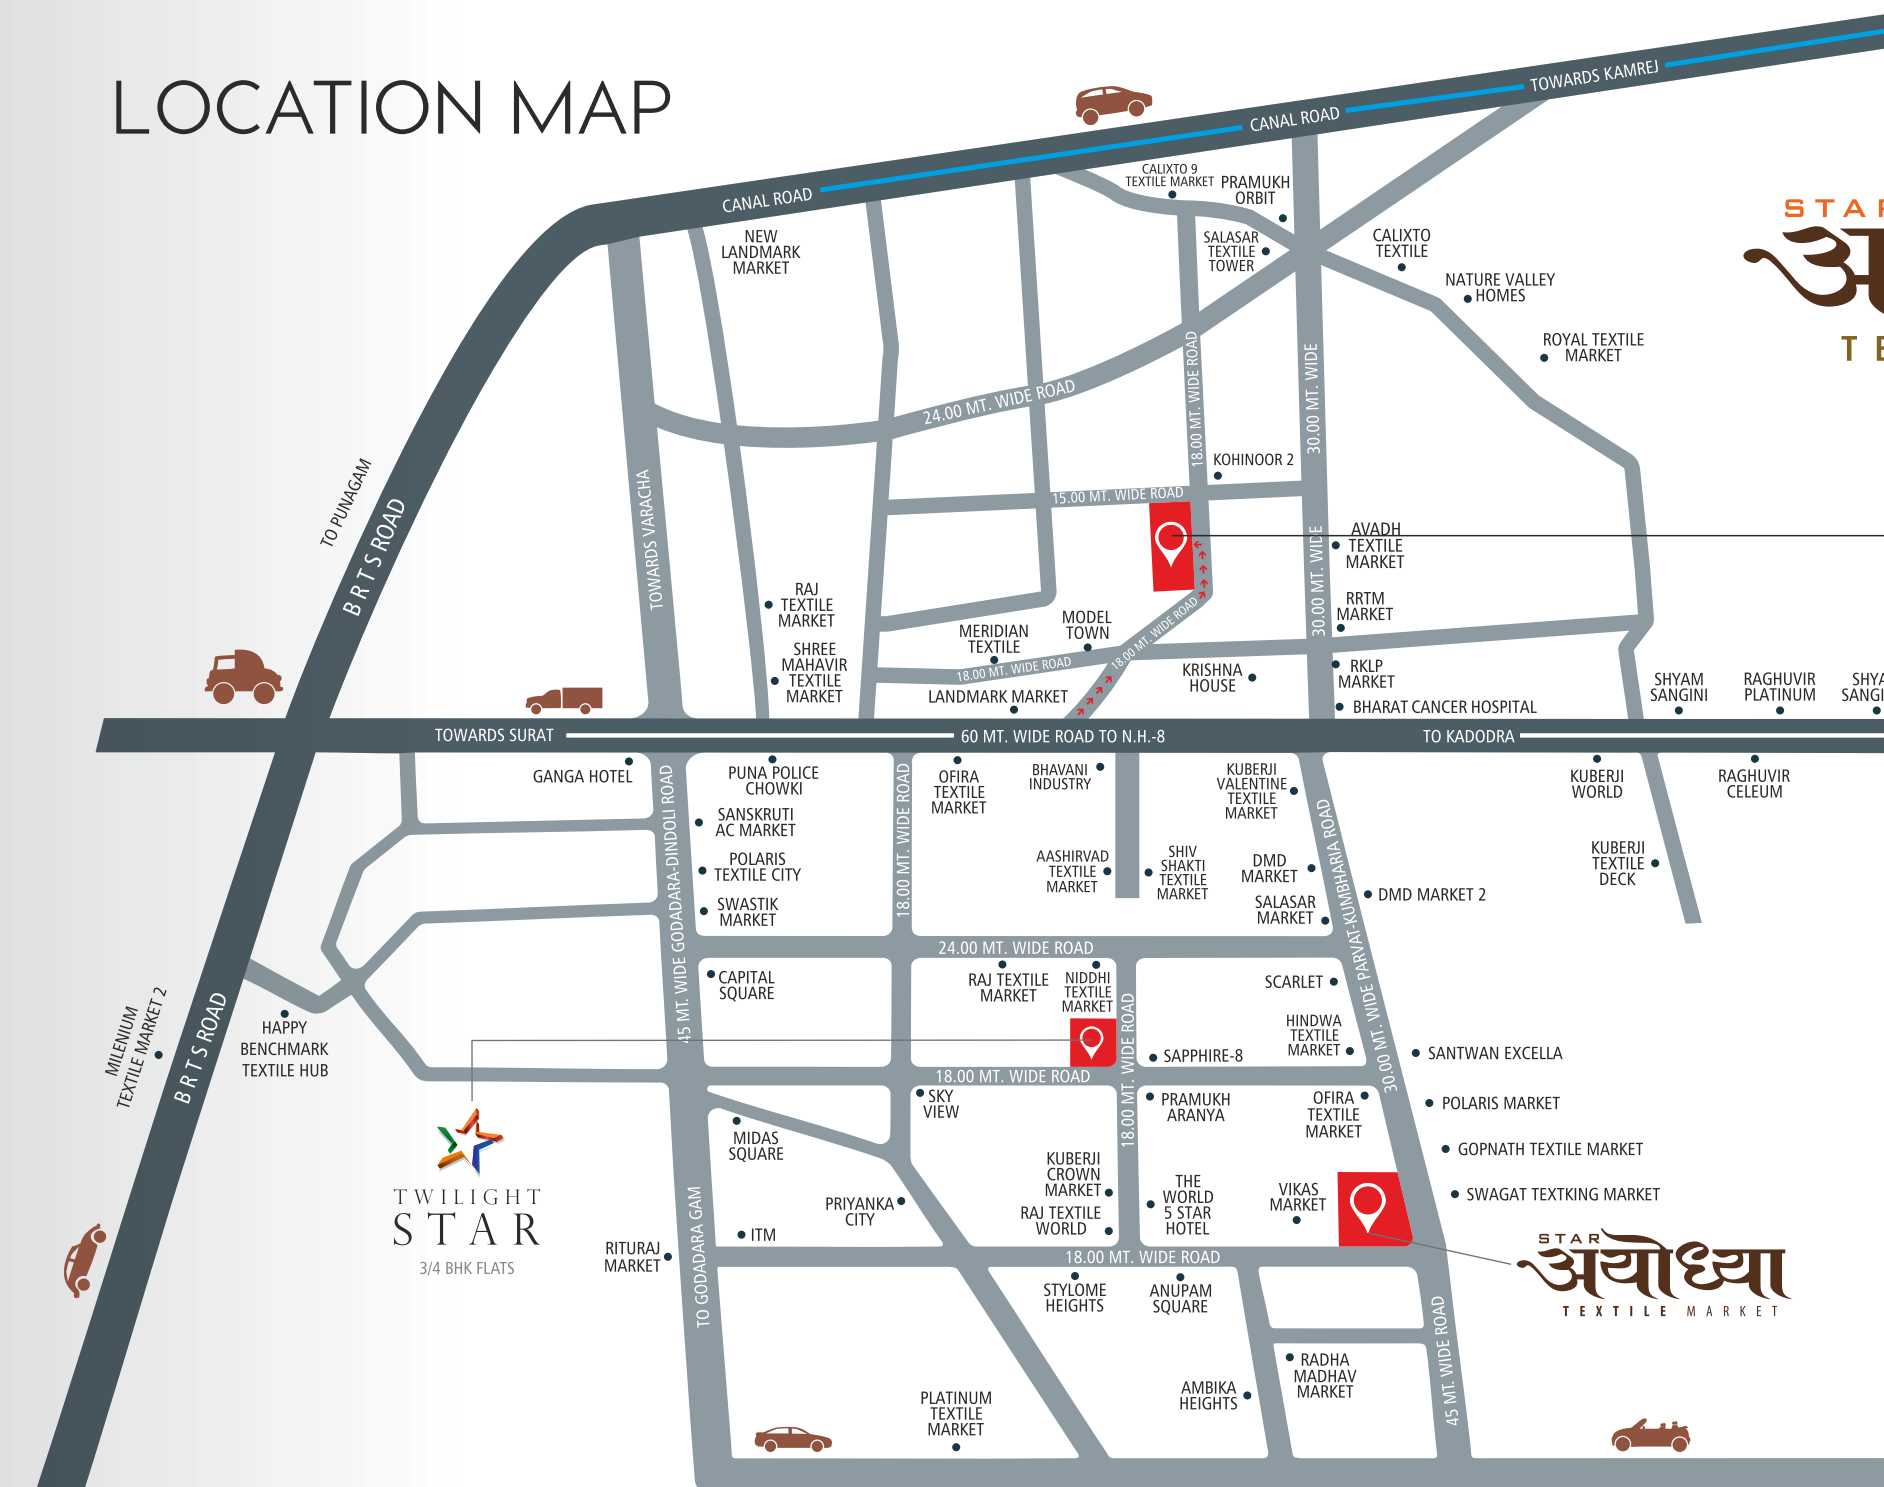 LOCATION MAP
TOWARDS KAMREJ
CANAL ROAD
CANAL ROAD
CALIXTO 9
TEXTILE MARKET
PRAMUKH
ORBIT
NEW
LANDMARK
MARKET
SALASAR
TEXTILE
TOWER
CALIXTO
TEXTILE
NATURE VALLEY
HOMES
ROYAL TEXTILE
MARKET
24.00 MT. WIDE ROAD
18.00 MT. WIDE ROAD
30.00 MT. WIDE
KOHINOOR 2
15.00 MT. WIDE ROAD
TO PUNAGAM
B R T S ROAD
TOWARDS VARACHA
30.00 MT. WIDE
AVADH
TEXTILE
MARKET
RAJ
TEXTILE
MARKET
RRTM
MARKET
MERIDIAN
TEXTILE
MODEL
TOWN
18.00 MT. WIDE ROAD
SHREE
MAHAVIR
TEXTILE
MARKET
18.00 MT. WIDE ROAD
KRISHNA
HOUSE
RKLP
MARKET
LANDMARK MARKET
BHARAT CANCER HOSPITAL
SHYAM
SANGINI
RAGHUVIR
PLATINUM
TOWARDS SURAT
60 MT. WIDE ROAD TO N.H.-8
TO KADODRA
GANGA HOTEL
PUNA POLICE
CHOWKI
OFIRA
TEXTILE
MARKET
BHAVANI
INDUSTRY
KUBERJI
VALENTINE
TEXTILE
MARKET
KUBERJI
WORLD
RAGHUVIR
CELEUM
SANSKRUTI
AC MARKET
POLARIS
TEXTILE CITY
SWASTIK
MARKET
45 MT. WIDE GODADARA-DINDOLI ROAD
18.00 MT. WIDE ROAD
AASHIRVAD
TEXTILE
MARKET
SHIV
SHAKTI
TEXTILE
MARKET
DMD
MARKET
SALASAR
MARKET
30.00 MT. WIDE PARVAT-KUMBHARIA ROAD
DMD MARKET 2
KUBERJI
TEXTILE
DECK
24.00 MT. WIDE ROAD
CAPITAL
SQUARE
RAJ TEXTILE
MARKET
NIDDHI
TEXTILE
MARKET
SCARLET
HINDWA
TEXTILE
MARKET
MILENIUM
TEXTILE MARKET 2
B R T S ROAD
HAPPY
BENCHMARK
TEXTILE HUB
18.00 MT. WIDE ROAD
SAPPHIRE-8
SANTWAN EXCELLA
18.00 MT. WIDE ROAD
SKY
VIEW
PRAMUKH
ARANYA
OFIRA
TEXTILE
MARKET
POLARIS MARKET
MIDAS
SQUARE
GOPNATH TEXTILE MARKET
TWILIGHT
STAR
3/4 BHK FLATS
PRIYANKA
CITY
KUBERJI
CROWN
MARKET
RAJ TEXTILE
WORLD
THE
WORLD
5 STAR
HOTEL
VIKAS
MARKET
SWAGAT TEXTKING MARKET
ITM
RITURAJ
MARKET
TO GODADARA GAM
18.00 MT. WIDE ROAD
STAR
अयोध्या
TEXTILE MARKET
STYLOME
HEIGHTS
ANUPAM
SQUARE
45 MT. WIDE ROAD
RADHA
MADHAV
MARKET
AMBIKA
HEIGHTS
PLATINUM
TEXTILE
MARKET